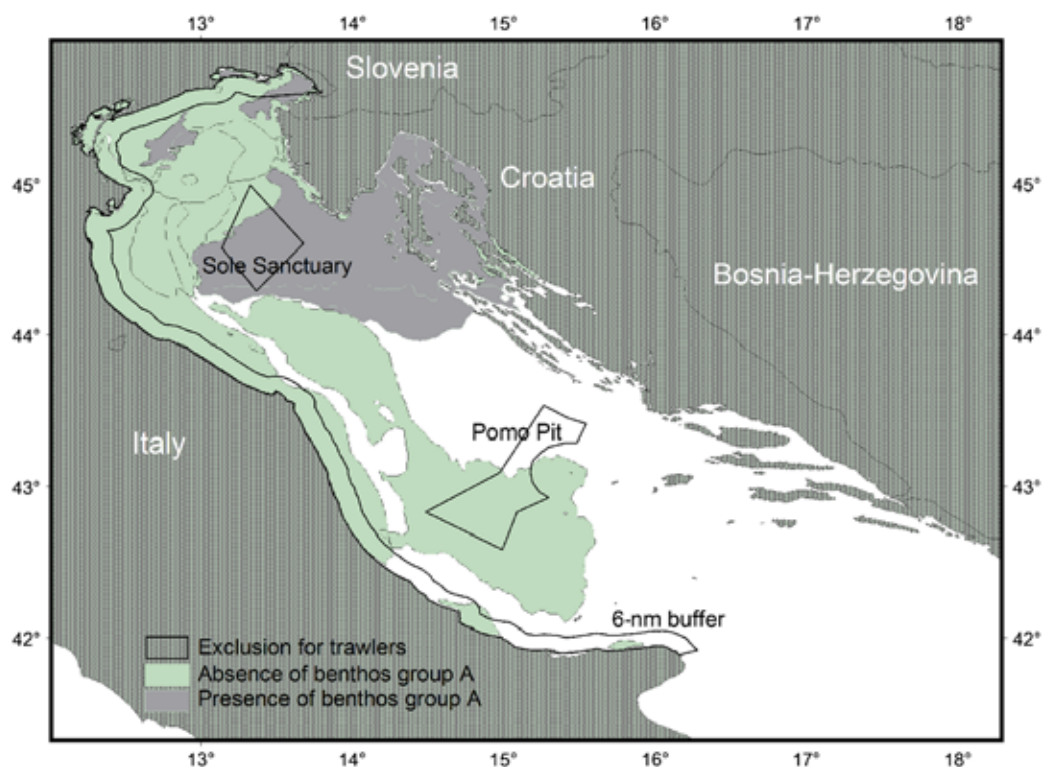 13° 14° 15° 16° 17° 18°
Slovenia
Croatia
45° 45°
Bosnia-Herzegovina
Sole Sanctuary
44° 44°
Italy
Pomo Pit
43° 43°
6-nm buffer
42° 42°
Exclusion for trawlers
Absence of benthos group A
Presence of benthos group A
13° 14° 15° 16° 17° 18°